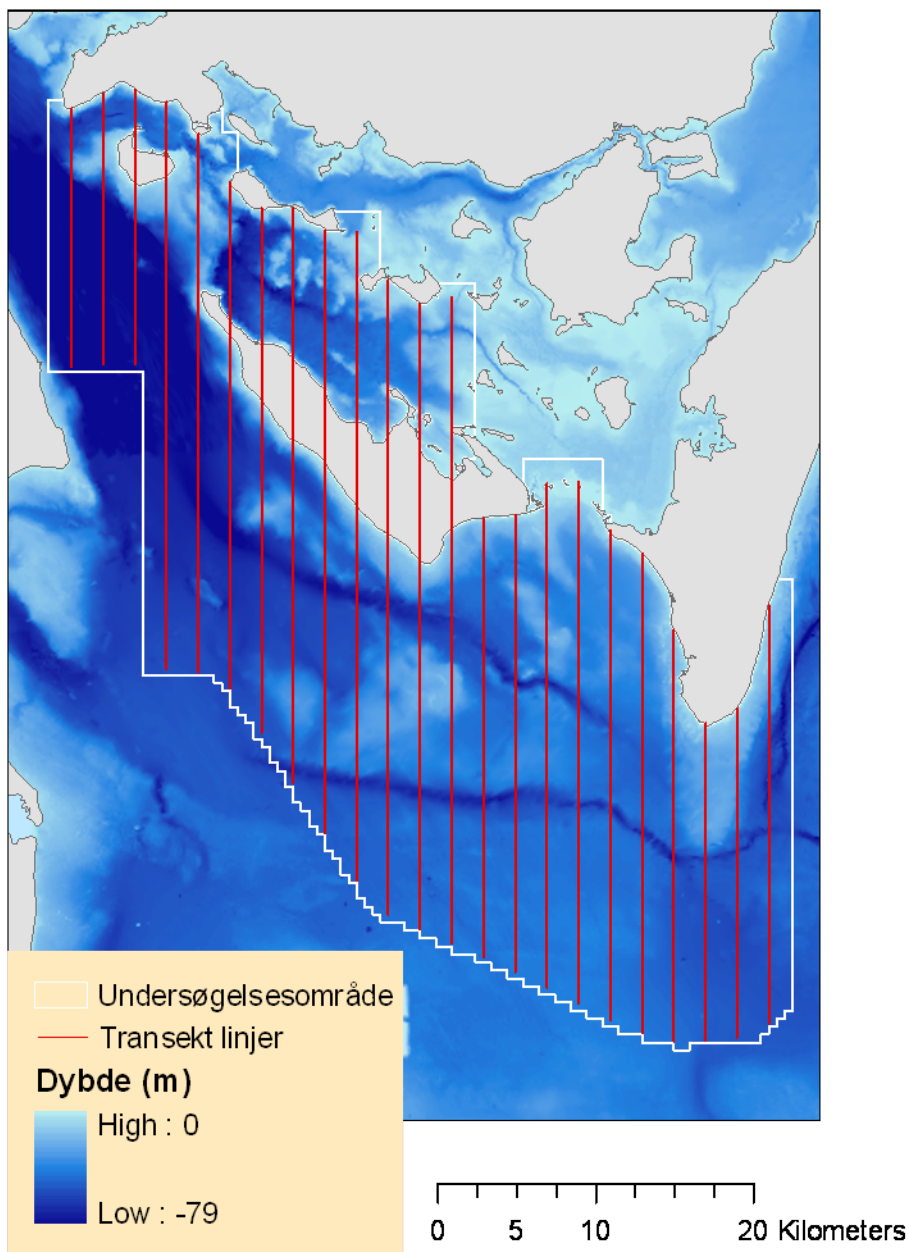 Undersøgelsesområde
Transekt linjer
Dybde (m)
High : 0
Low : -79
0 5 10 20 Kilometers